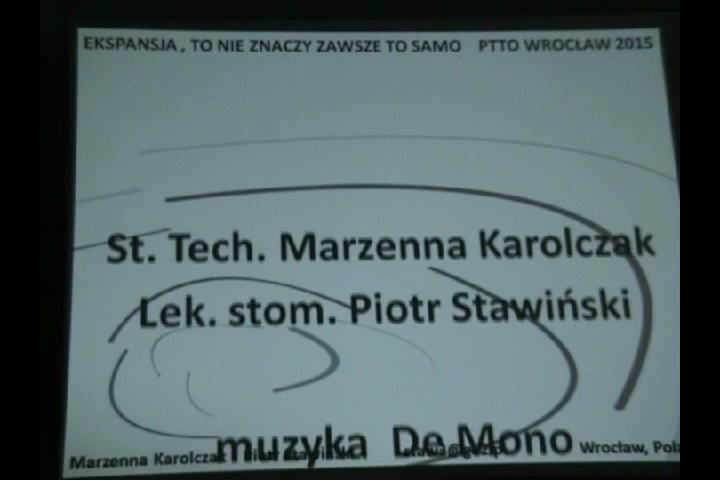 EKSPANSJA , TO NIE ZNACZY ZAWSZE TO SAMO PTTO WROCŁAW 2015
St. Tech. Marzenna Karolczak
Lek. stom. Piotr Stawiński
muzyka De Mono
Marzenna Karolczak Wrocław,